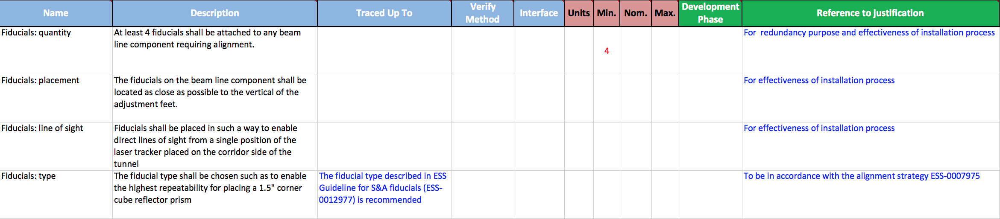 Name Description Traced Up To Verify Method Interface Units Min. Nom. Max. Development Phase Reference to justification
Fiducials: quantity
At least 4 fiducials shall be attached to any beam
line component requiring alignment.
4
For  redundancy purpose and effectiveness of installation process
Fiducials: placement
The fiducials on the beam line component shall be
located as close as possible to the vertical of the
adjustment feet.
For effectiveness of installation process
Fiducials: line of sight
Fiducials shall be placed in such a way to enable
direct lines of sight from a single position of the
laser tracker placed on the corridor side of the
tunnel
For effectiveness of installation process
Fiducials: type
The fiducial type shall be chosen such as to enable
the highest repeatability for placing a 1.5" corner
cube reflector prism
The fiducial type described in ESS
Guideline for S&A fiducials (ESS-
0012977) is recommended
To be in accordance with the alignment strategy ESS-0007975